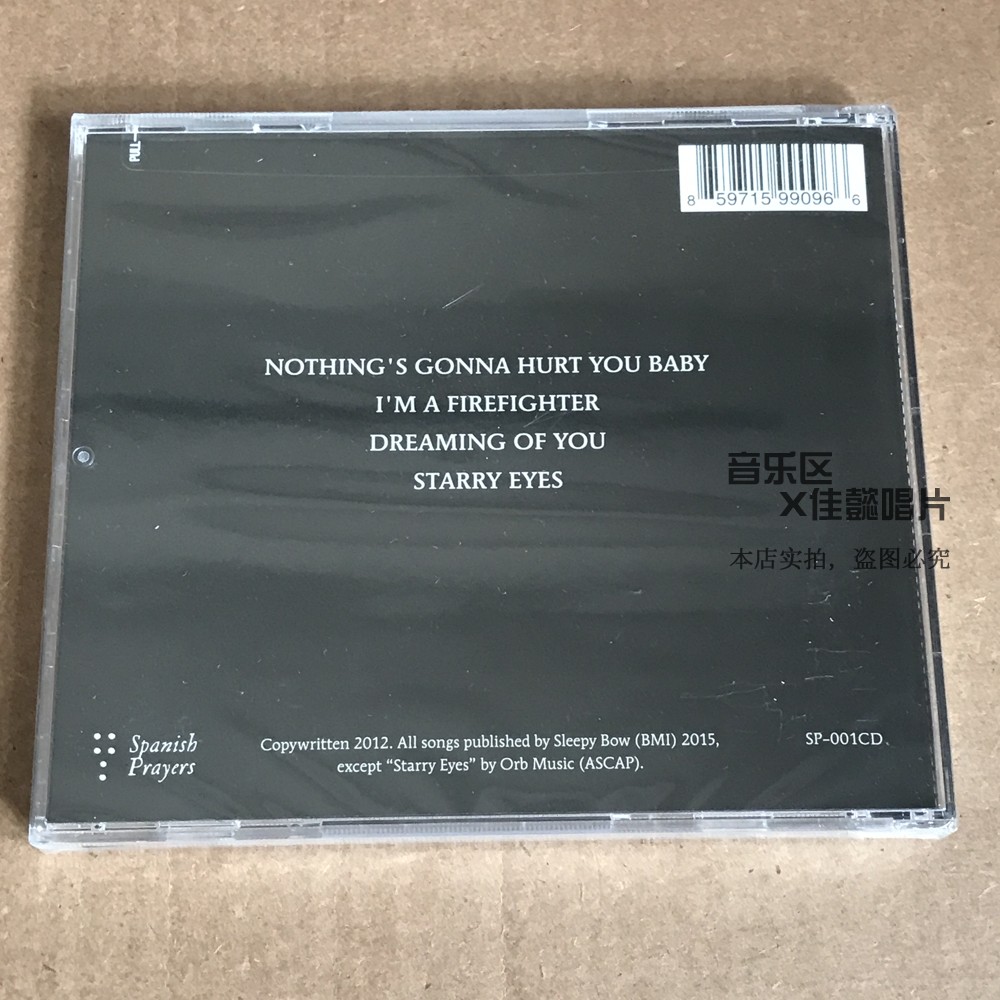 PULL
8 59715 99096 6
NOTHING'S GONNA HURT YOU BABY
I'M A FIREFIGHTER
DREAMING OF YOU
STARRY EYES
音乐区
X佳懿唱片
本店实拍，盗图必究
Spanish
Prayers
Copywritten 2012. All songs published by Sleepy Bow (BMI) 2015,
except “Starry Eyes” by Orb Music (ASCAP).
SP-001CD